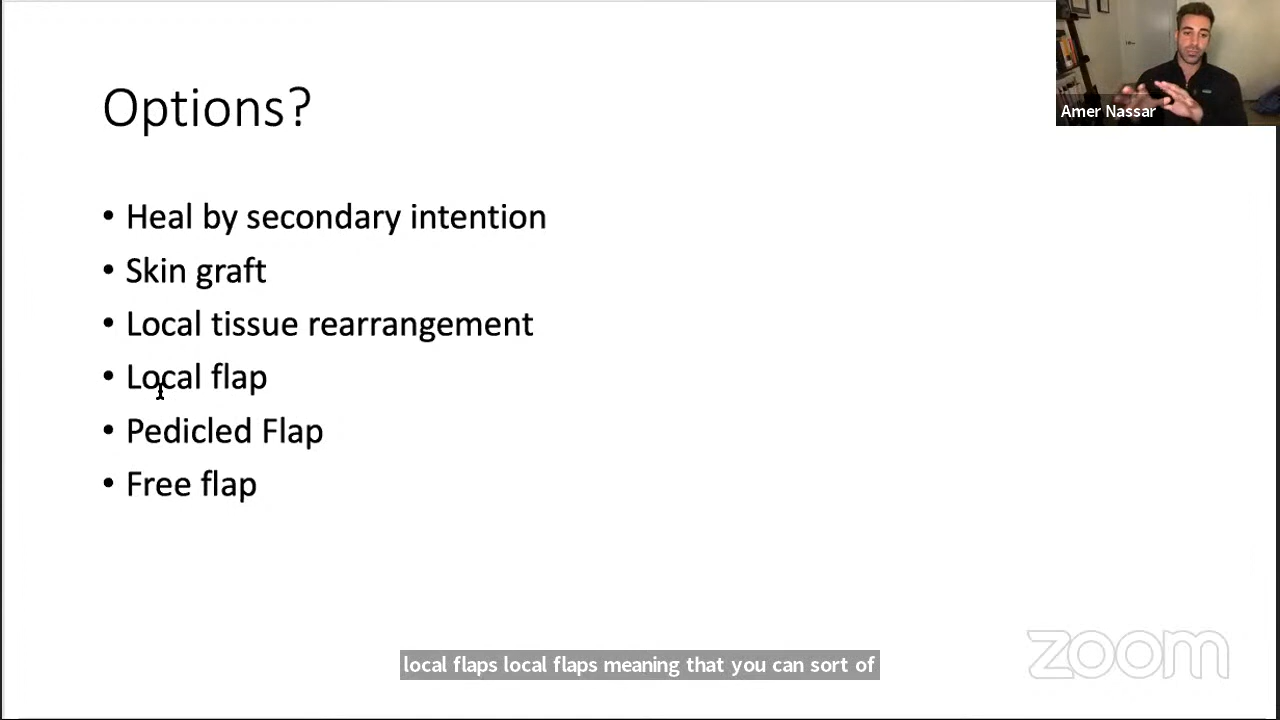 Options?
Amer Nassar
• Heal by secondary intention
• Skin graft
• Local tissue rearrangement
• Local flap
• Pedicled Flap
• Free flap
local flaps local flaps meaning that you can sort of
zoom